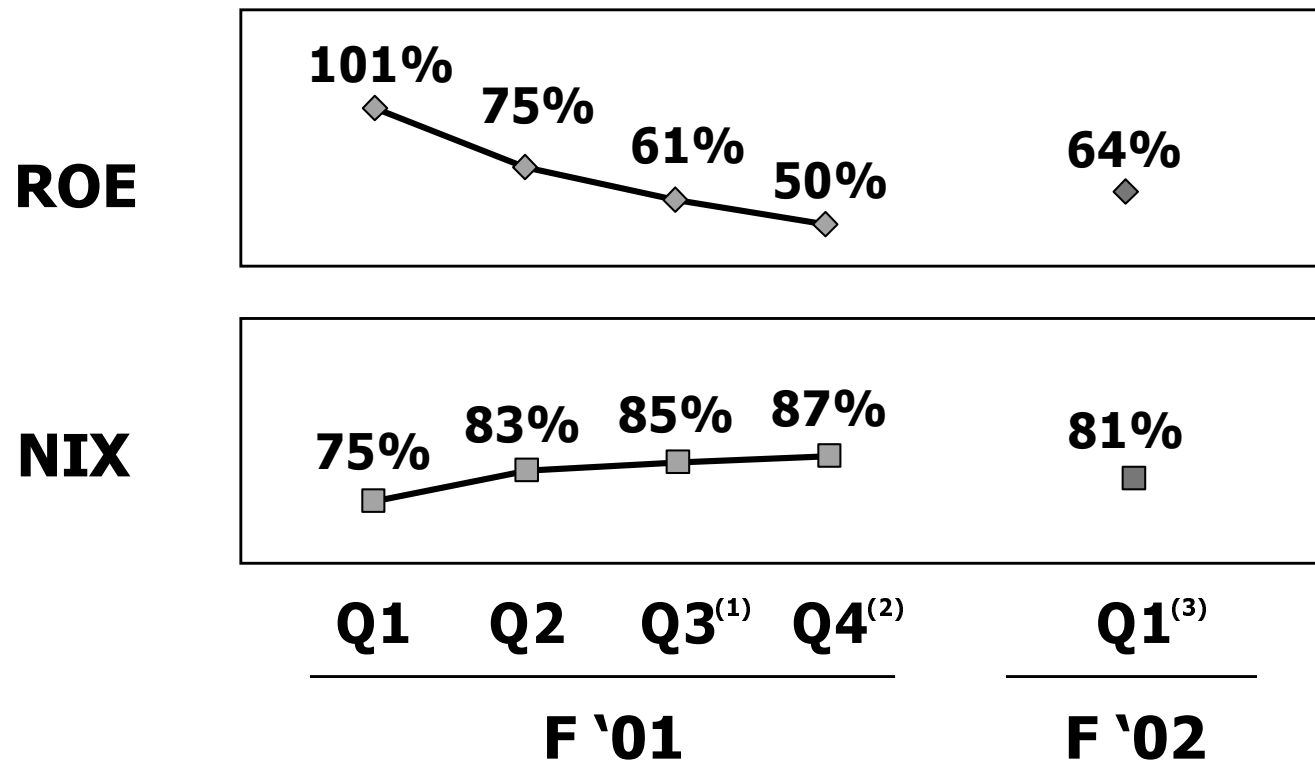 ROE
101%
75%
61%
50%
64%
NIX
75%
83%
85%
87%
81%
Q1 Q2 Q3(1) Q4(2) Q1(3)
F ‘01 F ‘02